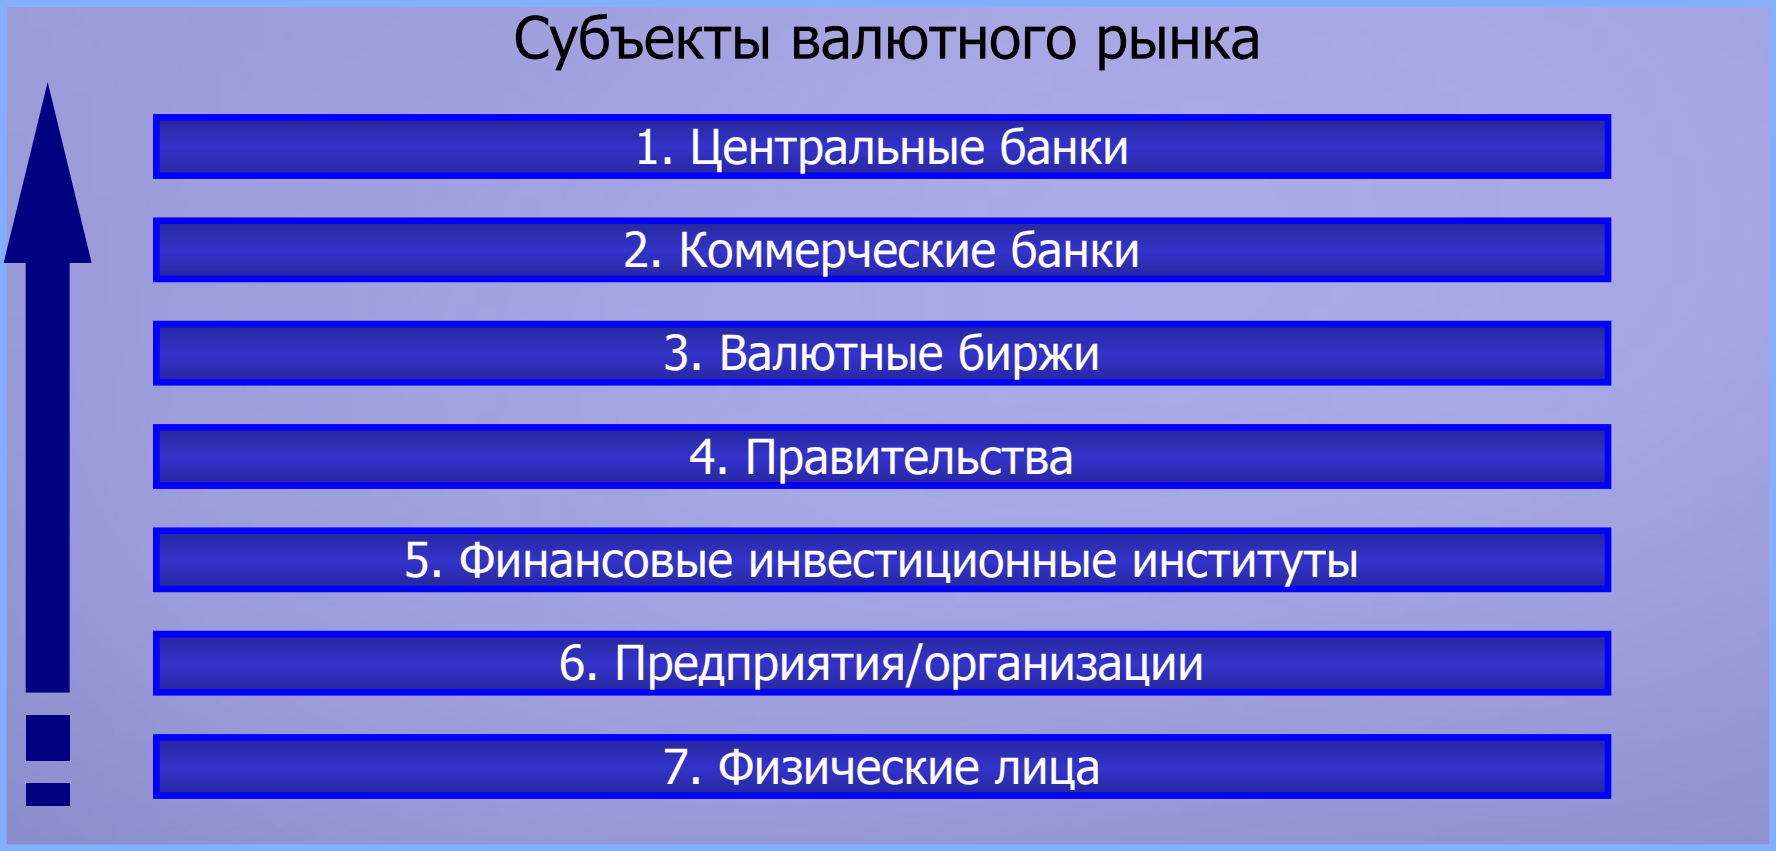 Субъекты валютного рынка
1. Центральные банки
2. Коммерческие банки
3. Валютные биржи
4. Правительства
5. Финансовые инвестиционные институты
6. Предприятия/организации
7. Физические лица